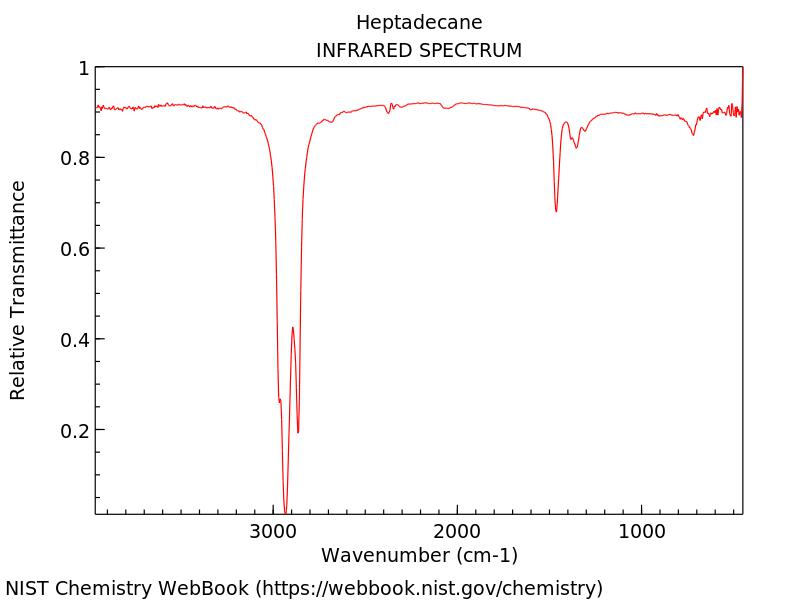 Heptadecane
INFRARED SPECTRUM
1
0.8
0.6
0.4
0.2
Relative Transmittance
3000 2000 1000
Wavenumber (cm-1)
NIST Chemistry WebBook (https://webbook.nist.gov/chemistry)